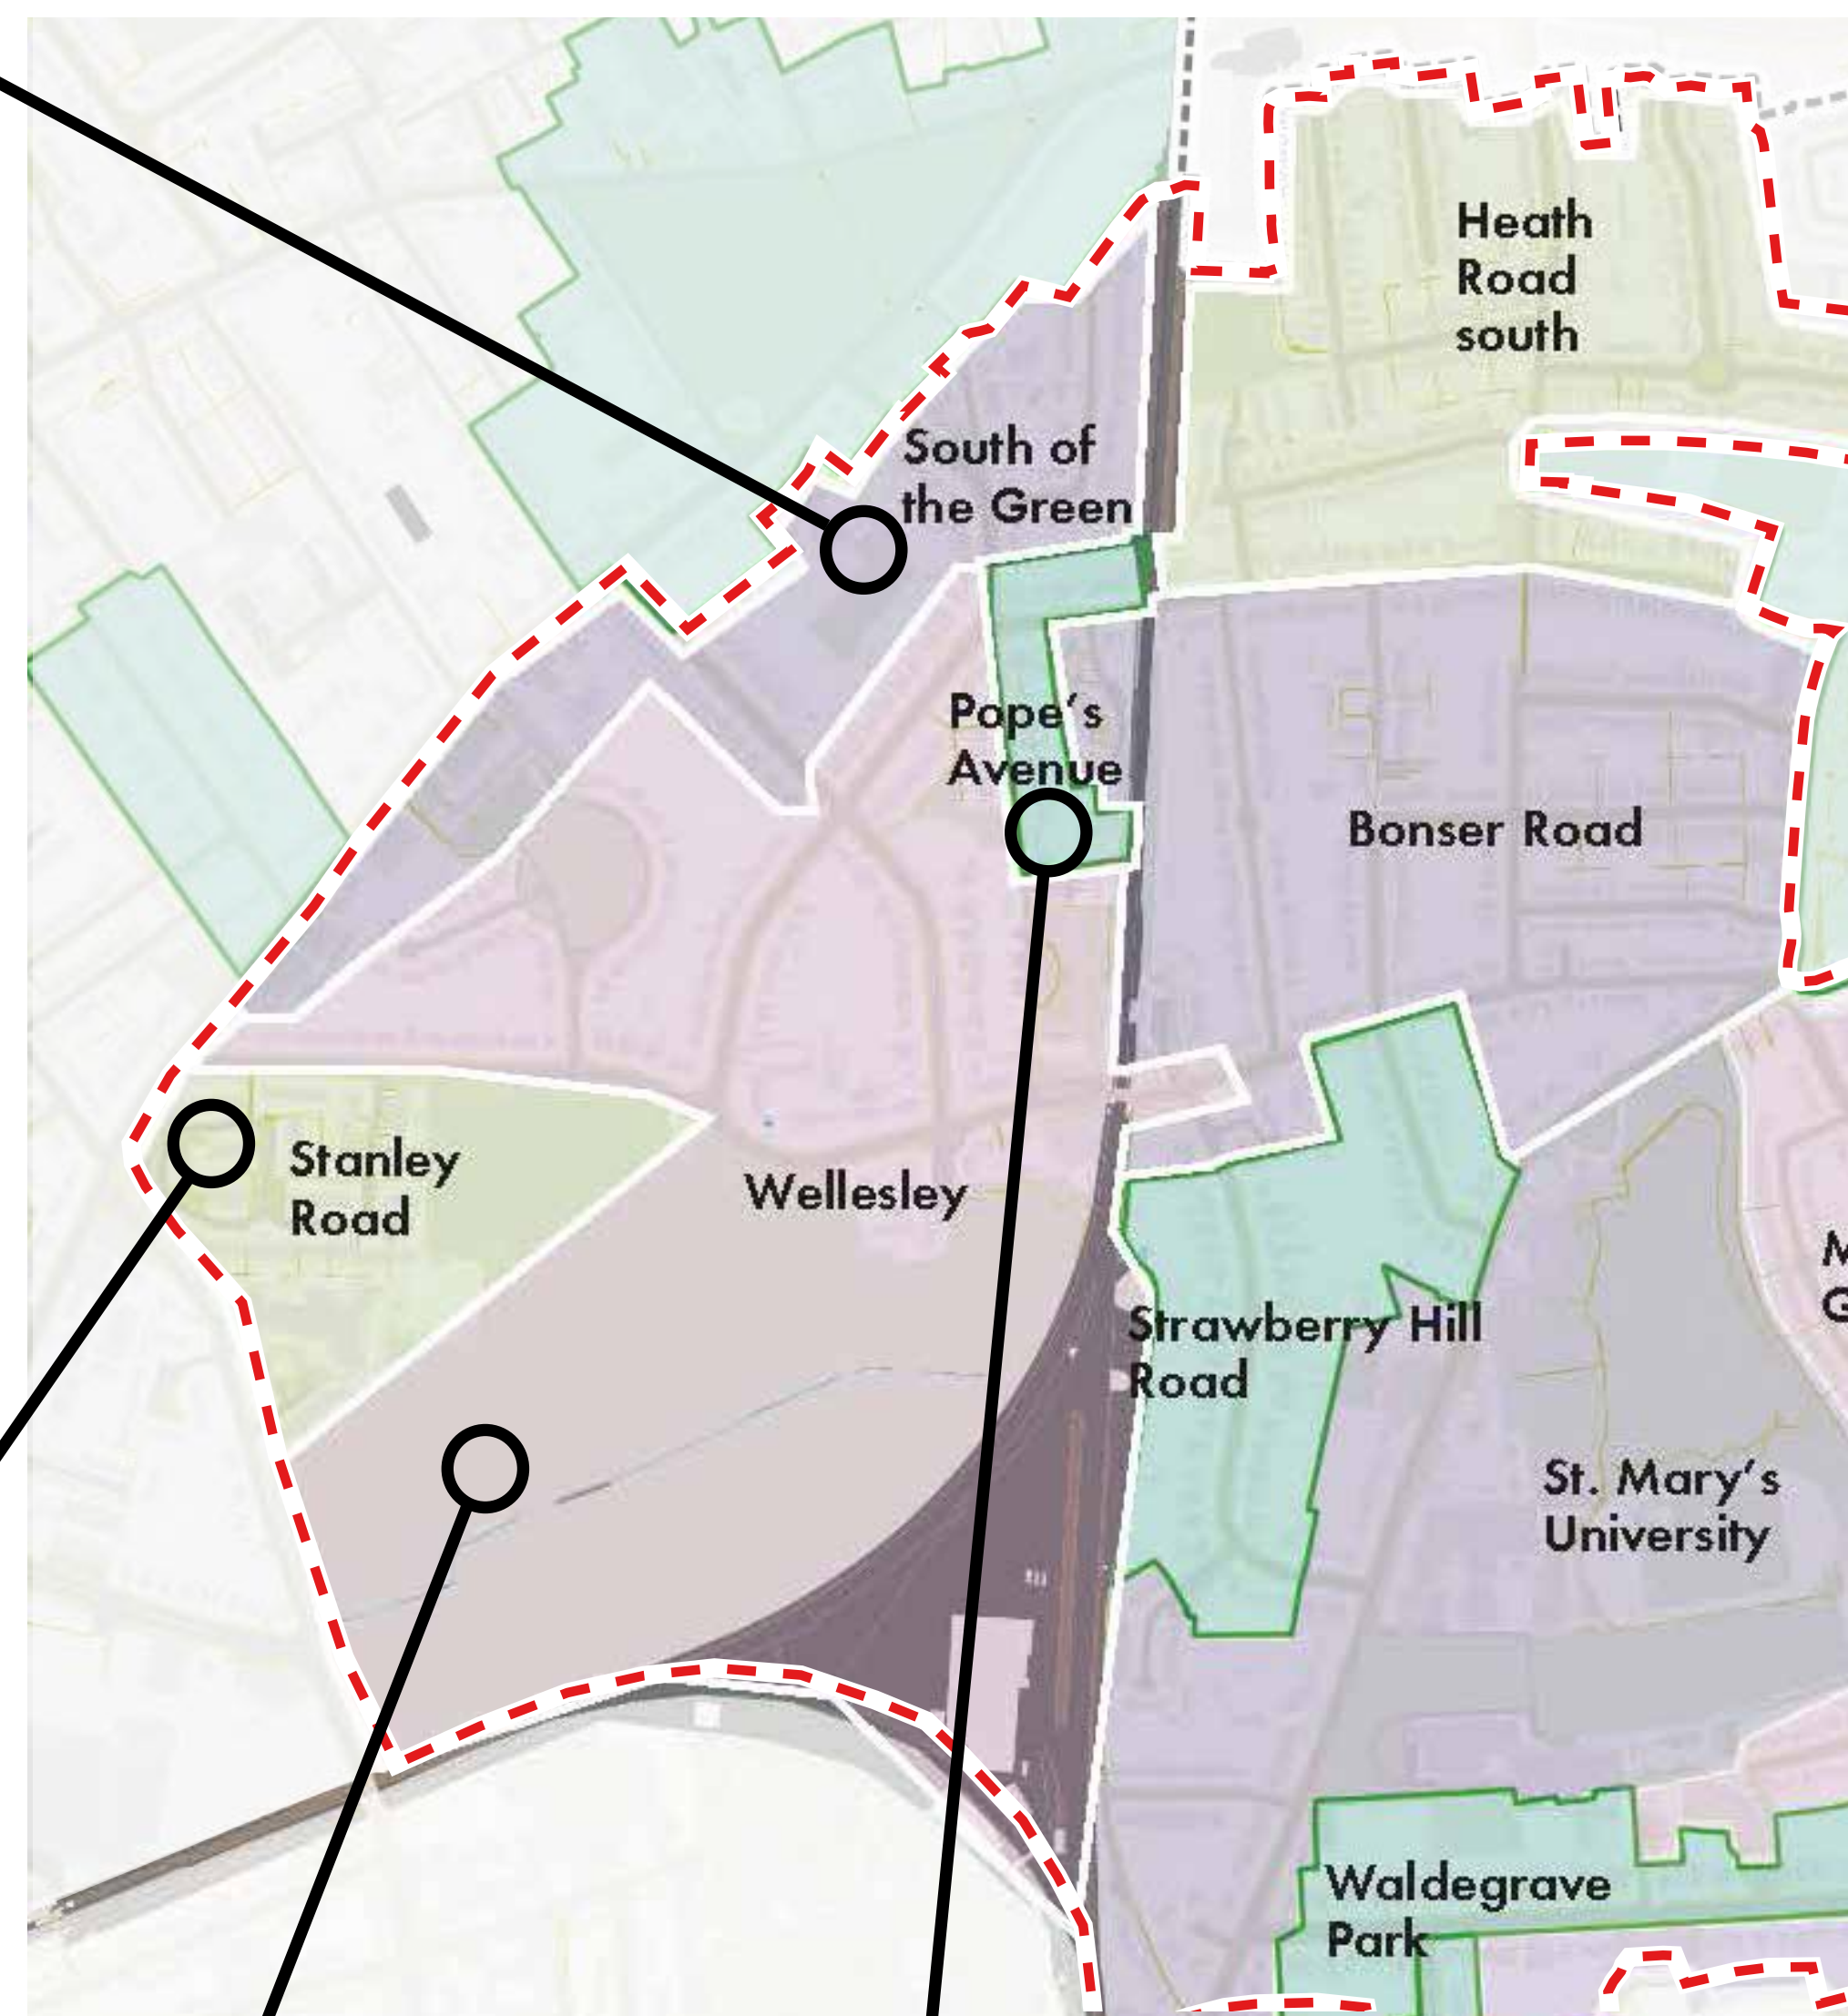 Heath
Road
south
South of
the Green
Pope's
Avenue
Bonser Road
Stanley
Road
Wellesley
Strawberry Hill
Road
St. Mary's
University
Waldegrave
Park